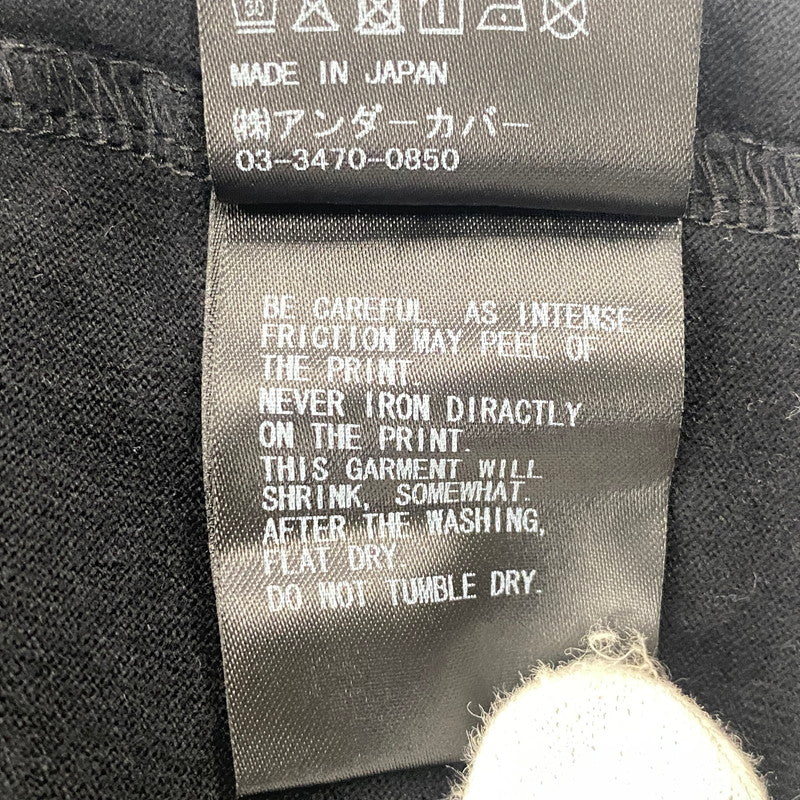 MADE IN JAPAN
㈱アンダーカバー
03-3470-0850
BE CAREFUL, AS INTENSE
FRICTION MAY PEEL OF
THE PRINT.
NEVER IRON DIRACTLY
ON THE PRINT.
THIS GARMENT WILL
SHRINK, SOMEWHAT.
AFTER THE WASHING,
FLAT DRY
DO NOT TUMBLE DRY.